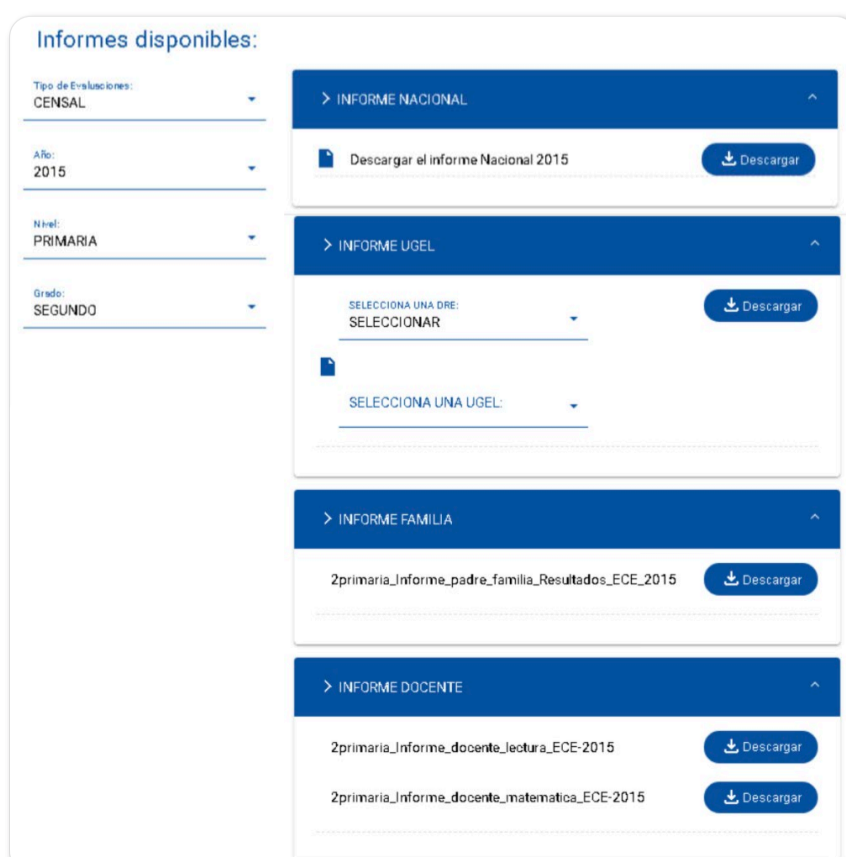 Informes disponibles:
Tipo de Evalusciones:
CENSAL
Año:
2015
Nivel:
PRIMARIA
Grado:
SEGUNDO
INFORME NACIONAL
Descargar el informe Nacional 2015
Descargar
INFORME UGEL
SELECCIONA UNA DRE:
SELECCIONAR
Descargar
SELECCIONA UNA UGEL:
INFORME FAMILIA
2primaria_Informe_padre_familia_Resultados_ECE_2015
Descargar
INFORME DOCENTE
2primaria_Informe_docente_lectura_ECE-2015
Descargar
2primaria_Informe_docente_matematica_ECE-2015
Descargar